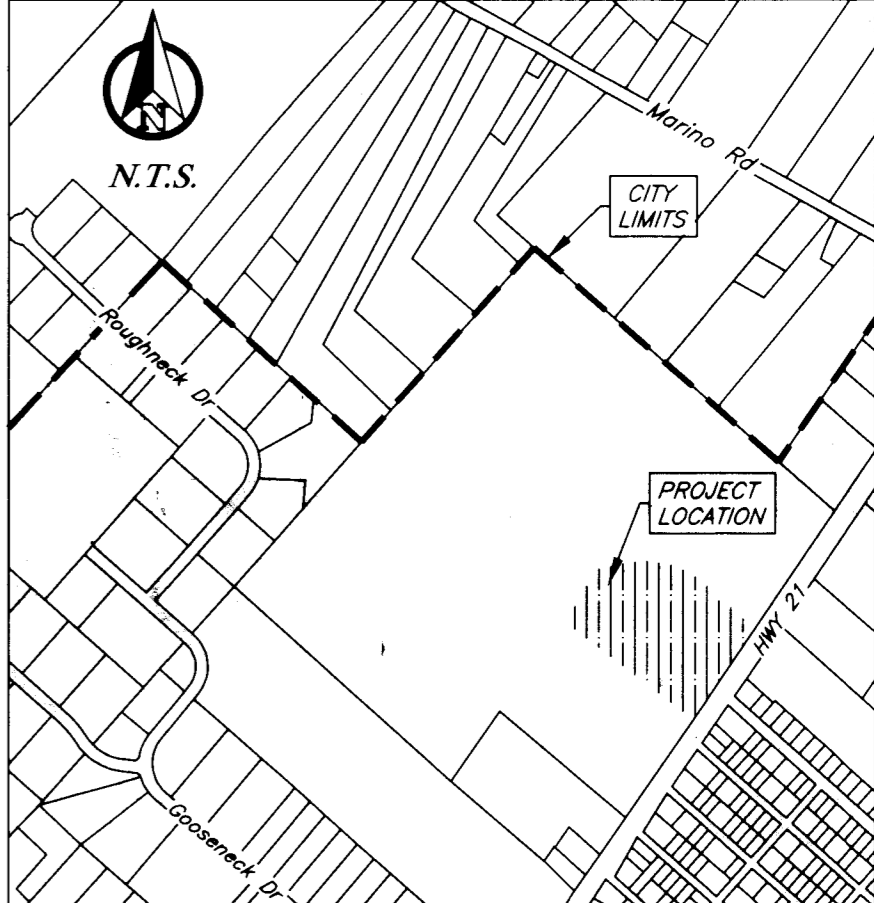 N
N.T.S.
Marino Rd
CITY
LIMITS
Roughneck Dr
PROJECT
LOCATION
HWY 21
Gooseneck Dr